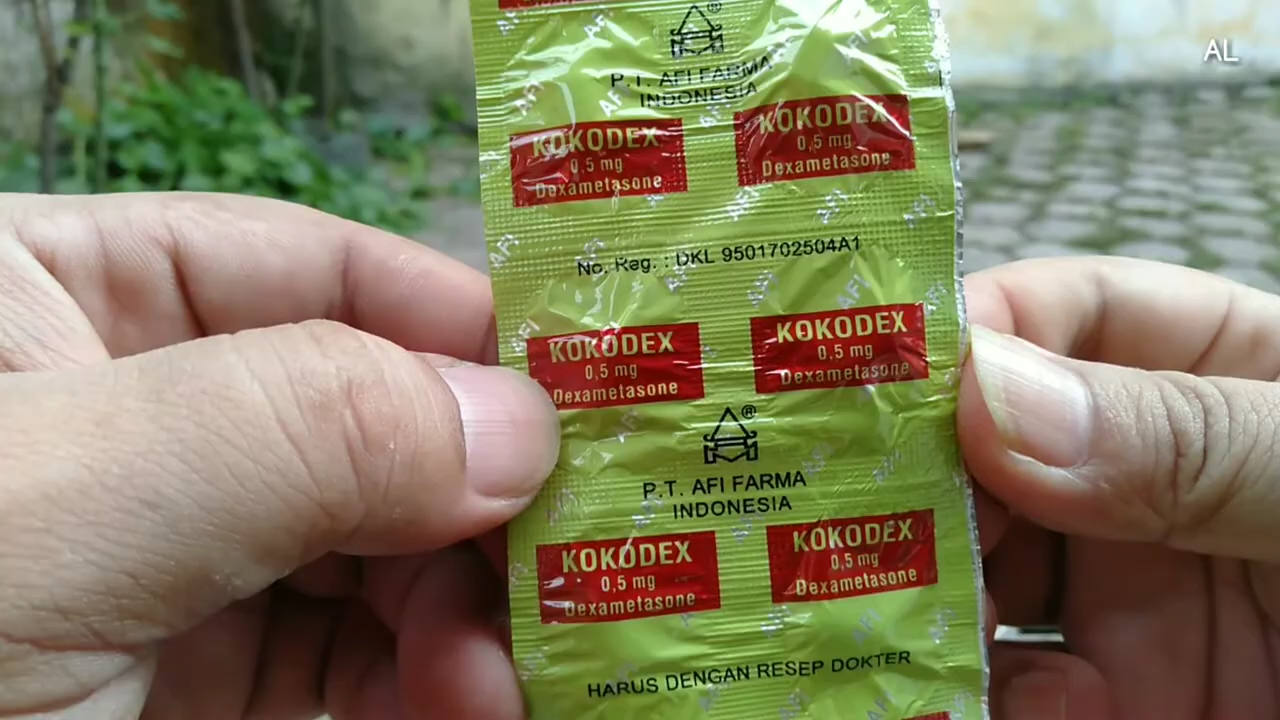 AL
®
P.T. AFI FARMA
INDONESIA
KOKODEX
0,5 mg
Dexametasone
KOKODEX
0,5 mg
Dexametasone
No. Reg. : DKL 9501702504A1
KOKODEX
0,5 mg
Dexametasone
KOKODEX
0,5 mg
Dexametasone
®
P.T. AFI FARMA
INDONESIA
KOKODEX
0,5 mg
Dexametasone
KOKODEX
0,5 mg
Dexametasone
HARUS DENGAN RESEP DOKTER